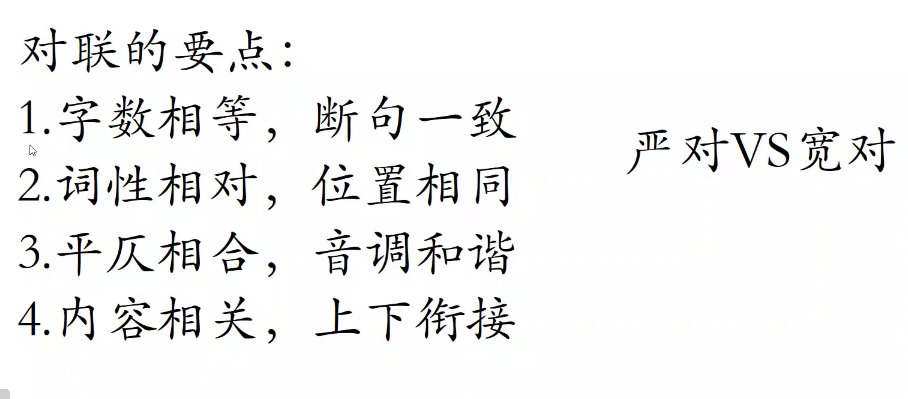 对联的要点：
1.字数相等，断句一致
2.词性相对，位置相同
3.平仄相合，音调和谐
4.内容相关，上下衔接
严对VS宽对